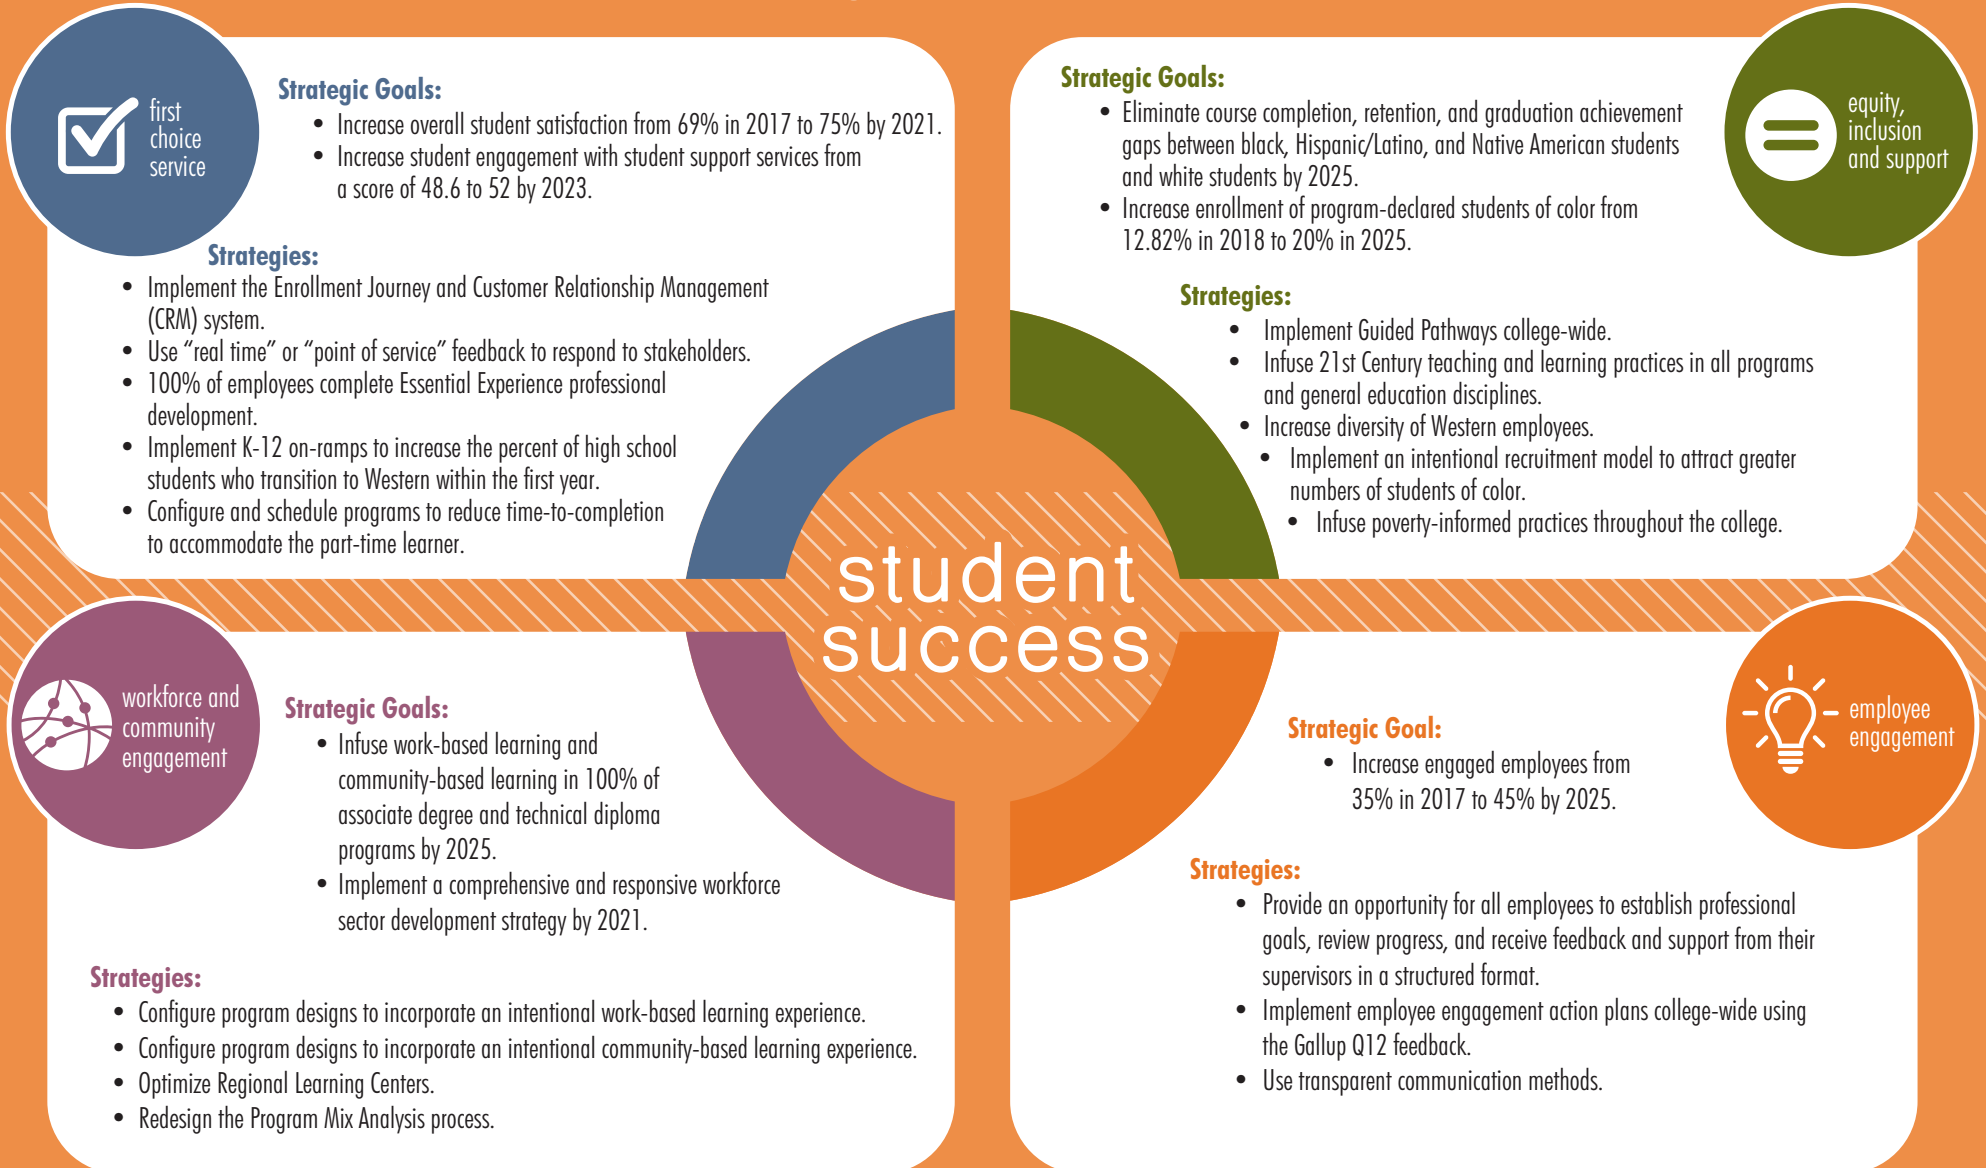 first
choice
service
Strategic Goals:
• Increase overall student satisfaction from 69% in 2017 to 75% by 2021.
• Increase student engagement with student support services from
a score of 48.6 to 52 by 2023.
Strategies:
• Implement the Enrollment Journey and Customer Relationship Management
(CRM) system.
• Use “real time” or “point of service” feedback to respond to stakeholders.
• 100% of employees complete Essential Experience professional
development.
• Implement K-12 on-ramps to increase the percent of high school
students who transition to Western within the first year.
• Configure and schedule programs to reduce time-to-completion
to accommodate the part-time learner.
equity,
inclusion
and support
Strategic Goals:
• Eliminate course completion, retention, and graduation achievement
gaps between black, Hispanic/Latino, and Native American students
and white students by 2025.
• Increase enrollment of program-declared students of color from
12.82% in 2018 to 20% in 2025.
Strategies:
• Implement Guided Pathways college-wide.
• Infuse 21st Century teaching and learning practices in all programs
and general education disciplines.
• Increase diversity of Western employees.
• Implement an intentional recruitment model to attract greater
numbers of students of color.
• Infuse poverty-informed practices throughout the college.
student
success
workforce and
community
engagement
Strategic Goals:
• Infuse work-based learning and
community-based learning in 100% of
associate degree and technical diploma
programs by 2025.
• Implement a comprehensive and responsive workforce
sector development strategy by 2021.
Strategies:
• Configure program designs to incorporate an intentional work-based learning experience.
• Configure program designs to incorporate an intentional community-based learning experience.
• Optimize Regional Learning Centers.
• Redesign the Program Mix Analysis process.
employee
engagement
Strategic Goal:
• Increase engaged employees from
35% in 2017 to 45% by 2025.
Strategies:
• Provide an opportunity for all employees to establish professional
goals, review progress, and receive feedback and support from their
supervisors in a structured format.
• Implement employee engagement action plans college-wide using
the Gallup Q12 feedback.
• Use transparent communication methods.